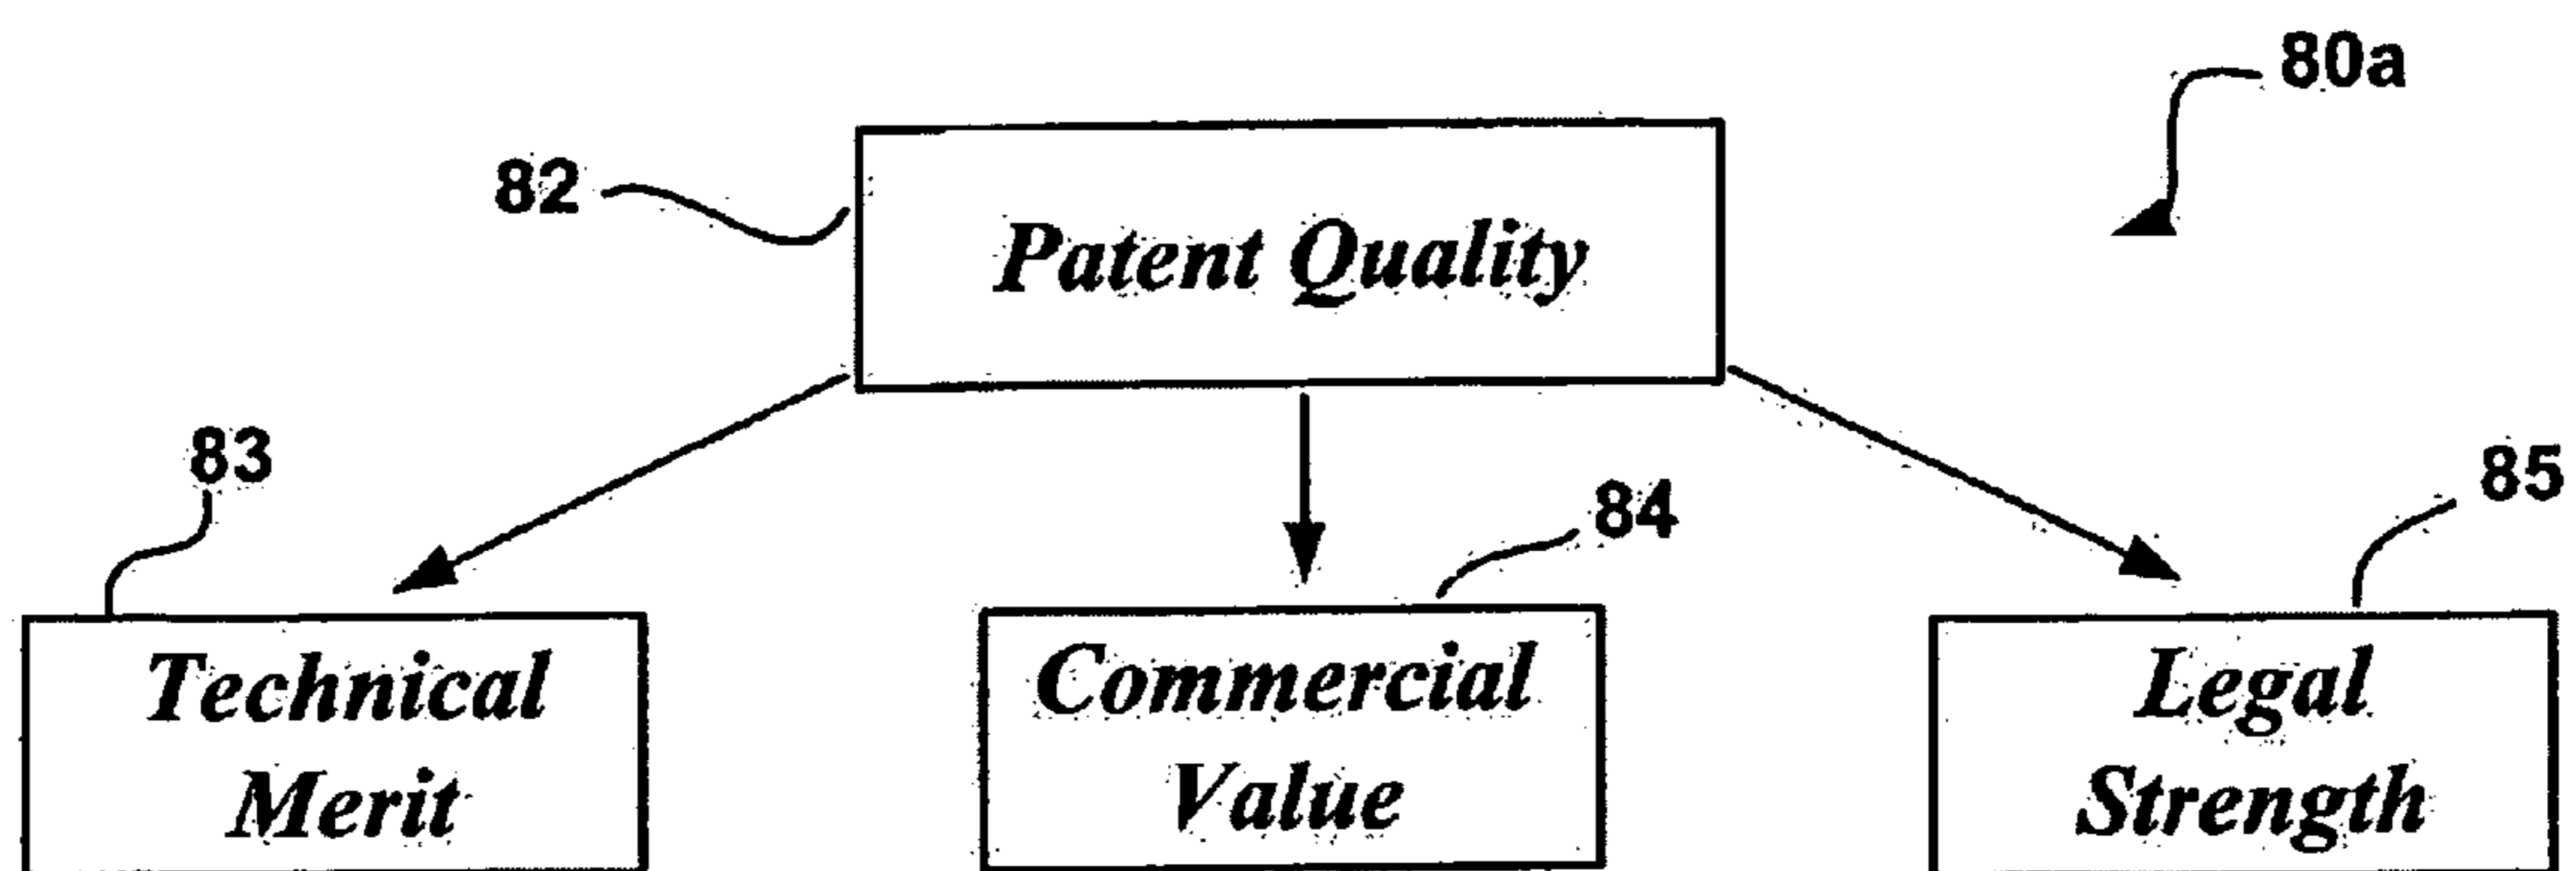 80a
82
Patent Quality
83
84
85
Technical
Merit
Commercial
Value
Legal
Strength